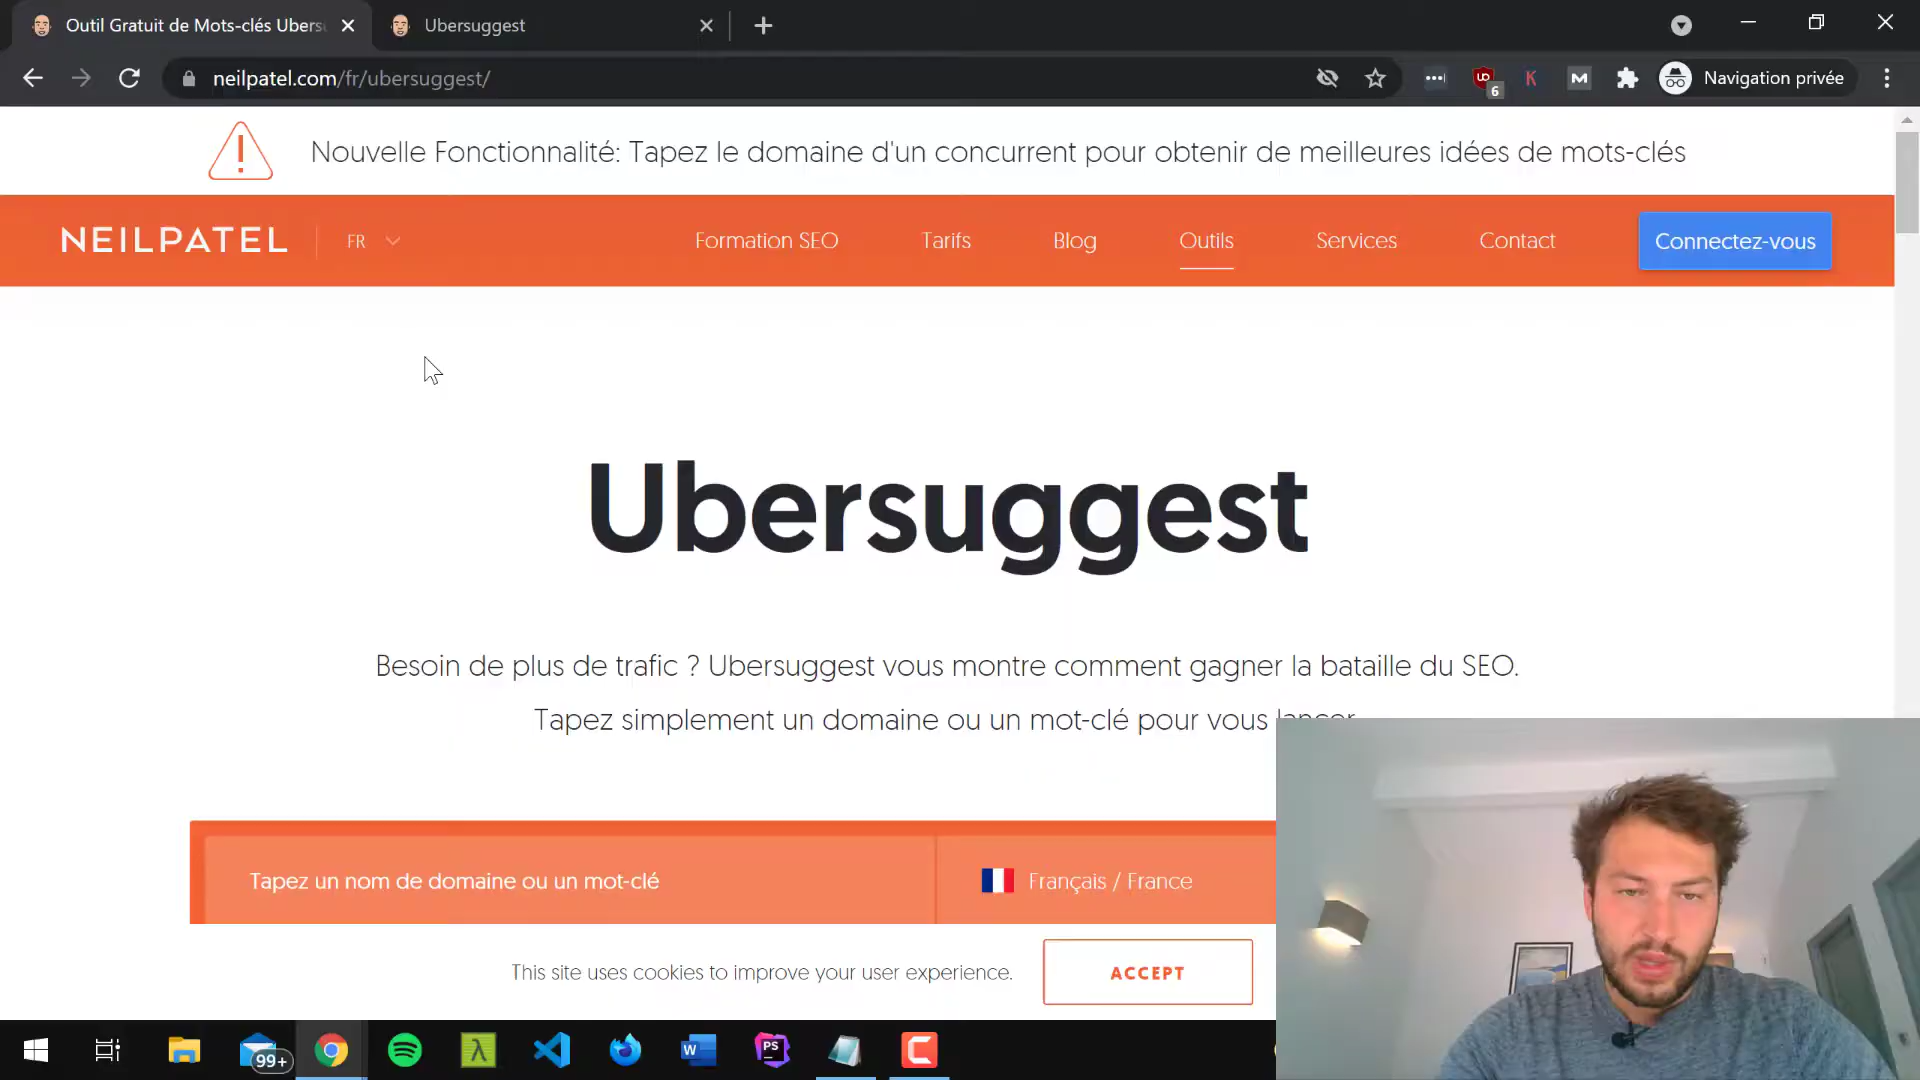 Outil Gratuit de Mots-clés Ubers
Ubersuggest
neilpatel.com/fr/ubersuggest/
6
K
Navigation privée
Nouvelle Fonctionnalité: Tapez le domaine d'un concurrent pour obtenir de meilleures idées de mots-clés
NEILPATEL
FR
Formation SEO
Tarifs
Blog
Outils
Services
Contact
Connectez-vous
Ubersuggest
Besoin de plus de trafic ? Ubersuggest vous montre comment gagner la bataille du SEO.
Tapez simplement un domaine ou un mot-clé pour vous lancer
Tapez un nom de domaine ou un mot-clé
Français / France
This site uses cookies to improve your user experience.
ACCEPT
99+
W
PS